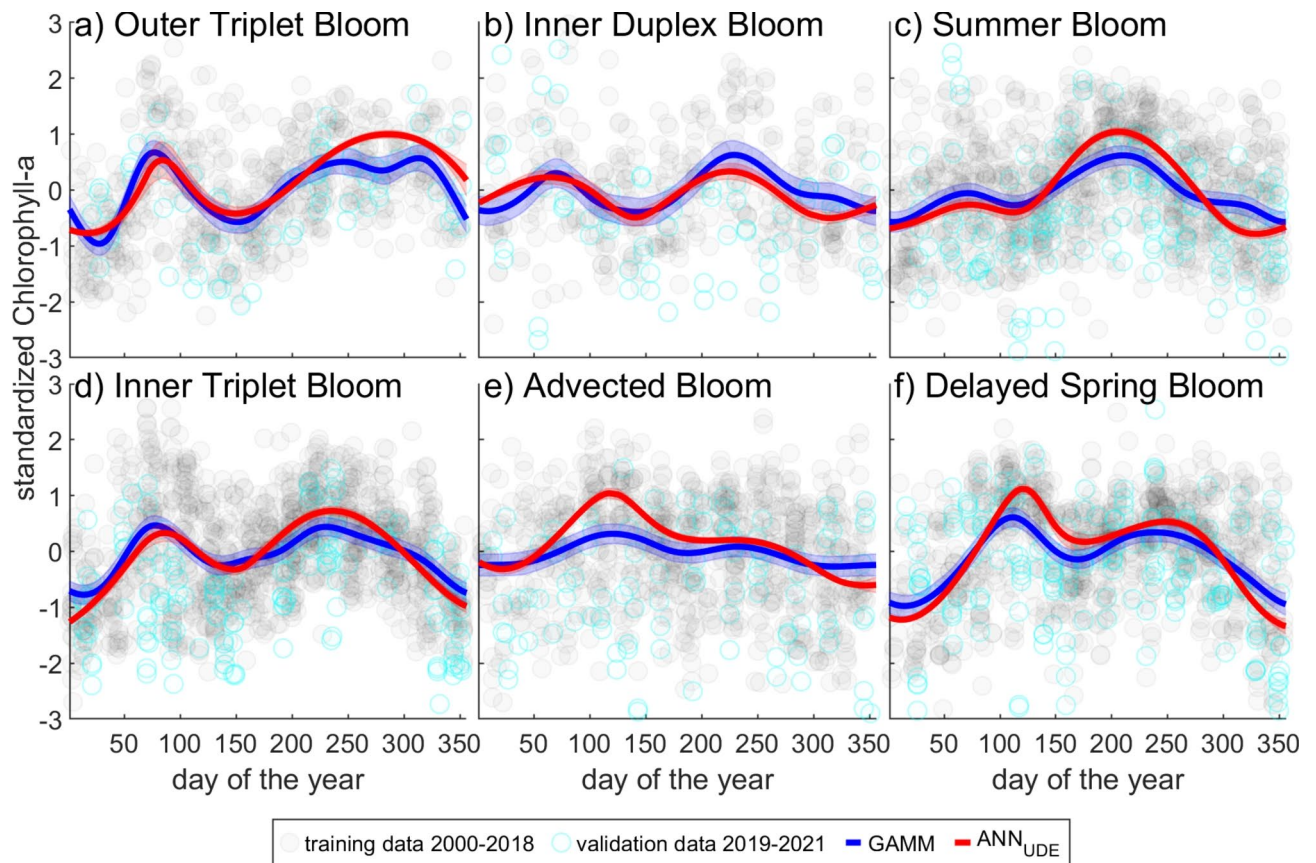 a) Outer Triplet Bloom
b) Inner Duplex Bloom
c) Summer Bloom
3
2
1
0
-1
-2
-3
d) Inner Triplet Bloom
e) Advected Bloom
f) Delayed Spring Bloom
3
2
1
0
-1
-2
-3
standardized Chlorophyll-a
50 100 150 200 250 300 350
50 100 150 200 250 300 350
50 100 150 200 250 300 350
day of the year
day of the year
day of the year
training data 2000-2018 validation data 2019-2021 GAMM ANN_UDE